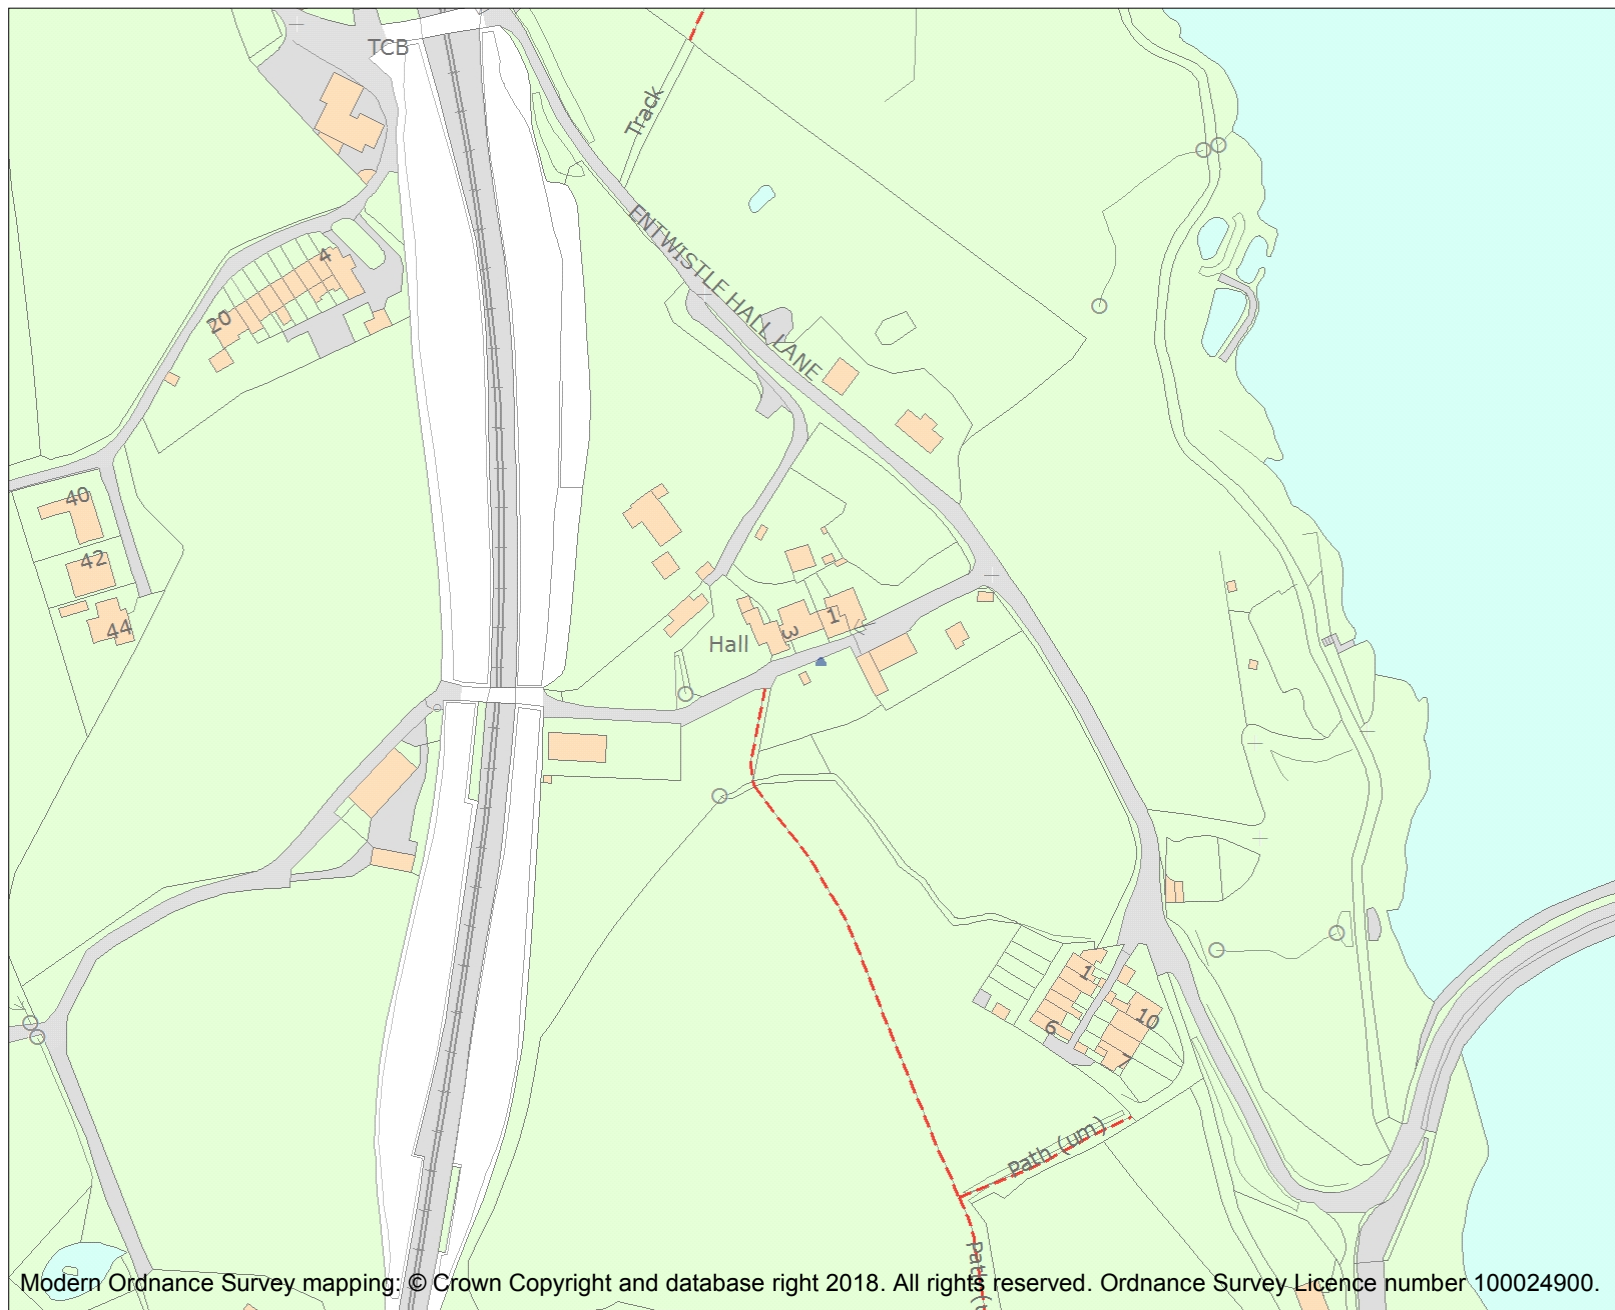 TCB
Track
ENTWISTLE HALL LANE
4
20
40
42
44
1
3
Hall
1
10
6
7
Path (um)
Modern Ordnance Survey mapping: © Crown Copyright and database right 2018. All rights reserved. Ordnance Survey Licence number 100024900.